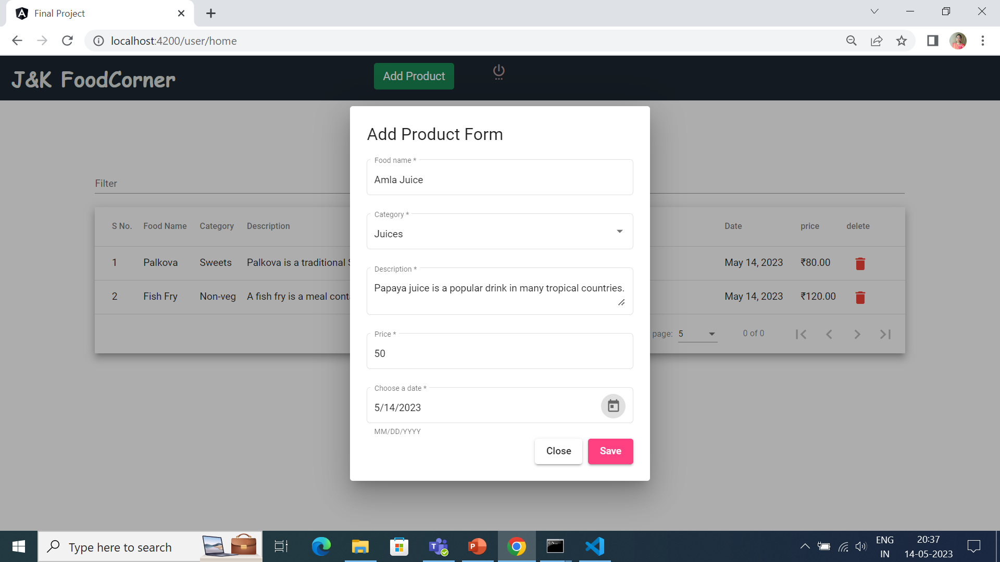 Final Project
localhost:4200/user/home
J&K FoodCorner
Add Product
Add Product Form
Food name *
Amla Juice
Category *
Juices
Description *
Papaya juice is a popular drink in many tropical countries.
Price *
50
Choose a date *
5/14/2023
MM/DD/YYYY
Close Save
Filter
S No. Food Name Category Description Date price delete
1 Palkova Sweets Palkova is a traditional May 14, 2023 ₹80.00
2 Fish Fry Non-veg A fish fry is a meal May 14, 2023 ₹120.00
page: 5 0 of 0
Type here to search
ENG
IN
20:37
14-05-2023